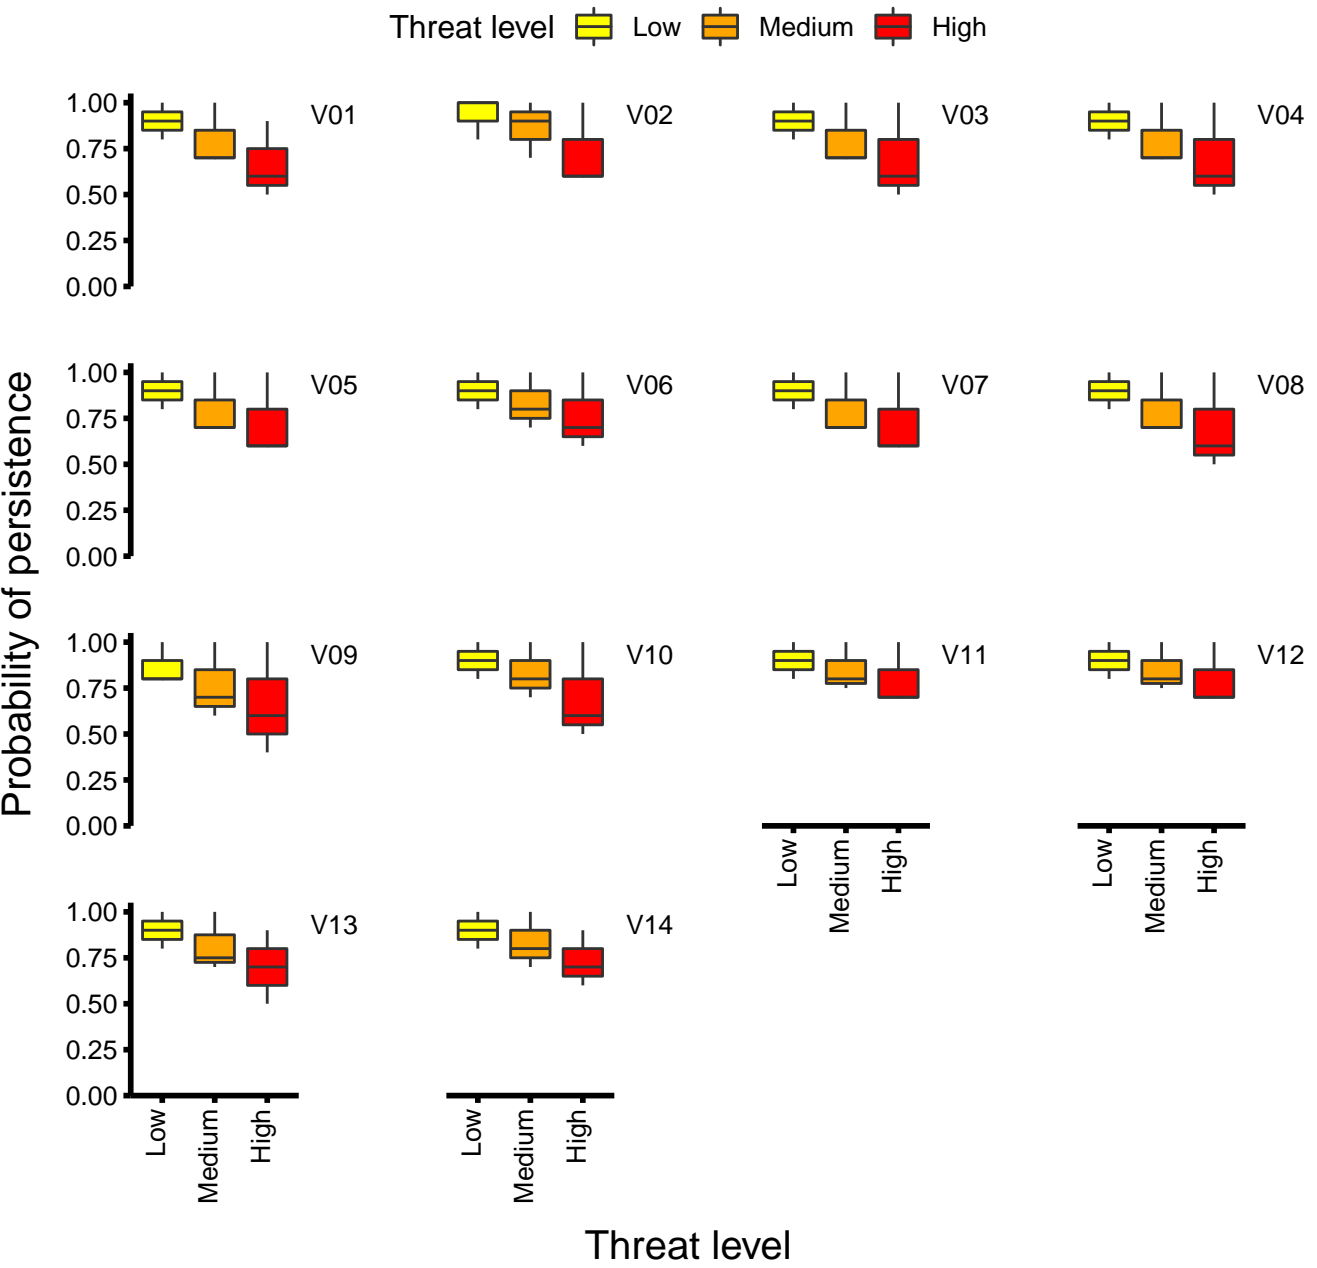 Threat level Low Medium High
1.00 V01 V02 V03 V04
0.75
0.50
0.25
0.00
1.00 V05 V06 V07 V08
0.75
0.50
0.25
0.00
Probability of persistence
1.00 V09 V10 V11 V12
0.75
0.50
0.25
0.00
Low Medium High Low Medium High
1.00 V13 V14
0.75
0.50
0.25
0.00
Low Medium High Low Medium High
Threat level